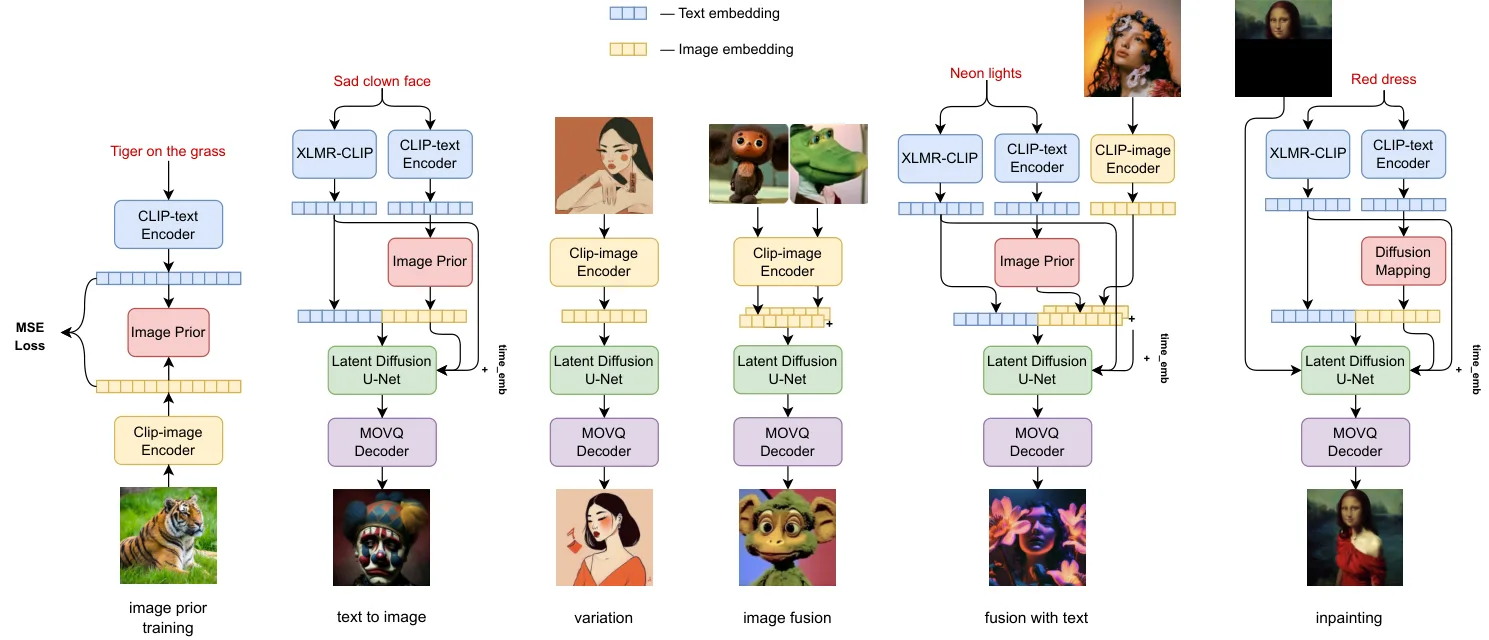 — Text embedding
— Image embedding
Tiger on the grass
CLIP-text
Encoder
MSE
Loss
Image Prior
Clip-image
Encoder
image prior
training
Sad clown face
XLMR-CLIP
CLIP-text
Encoder
Image Prior
Latent Diffusion
U-Net
+
time_emb
MOVQ
Decoder
text to image
Clip-image
Encoder
Latent Diffusion
U-Net
MOVQ
Decoder
variation
Clip-image
Encoder
+
Latent Diffusion
U-Net
MOVQ
Decoder
image fusion
Neon lights
XLMR-CLIP
CLIP-text
Encoder
CLIP-image
Encoder
Image Prior
+
Latent Diffusion
U-Net
+
time_emb
MOVQ
Decoder
fusion with text
Red dress
XLMR-CLIP
CLIP-text
Encoder
Diffusion
Mapping
Latent Diffusion
U-Net
+
time_emb
MOVQ
Decoder
inpainting